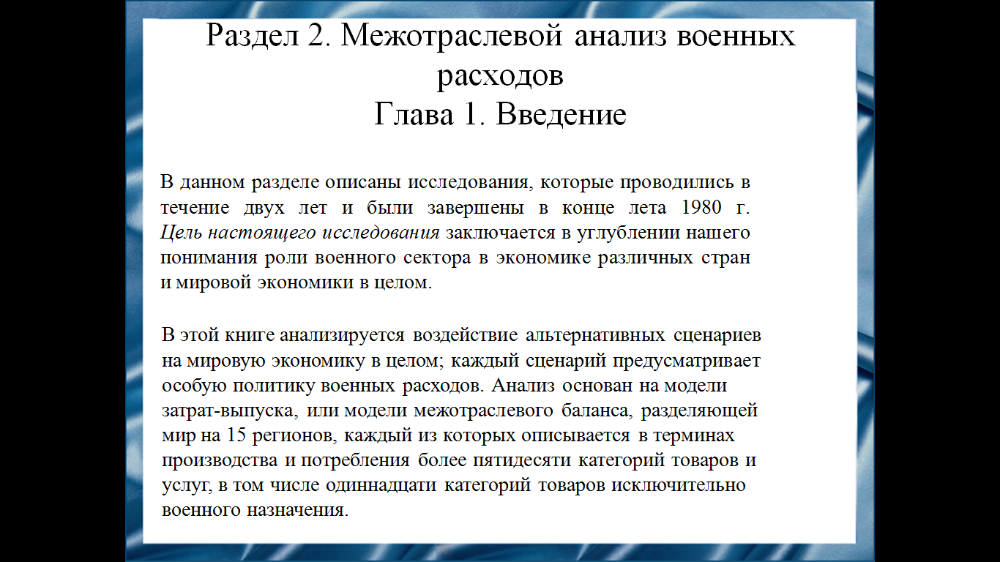 Раздел 2. Межотраслевой анализ военных
расходов
Глава 1. Введение
В данном разделе описаны исследования, которые проводились в
течение двух лет и были завершены в конце лета 1980 г.
Цель настоящего исследования заключается в углублении нашего
понимания роли военного сектора в экономике различных стран
и мировой экономики в целом.
В этой книге анализируется воздействие альтернативных сценариев
на мировую экономику в целом; каждый сценарий предусматривает
особую политику военных расходов. Анализ основан на модели
затрат-выпуска, или модели межотраслевого баланса, разделяющей
мир на 15 регионов, каждый из которых описывается в терминах
производства и потребления более пятидесяти категорий товаров и
услуг, в том числе одиннадцати категорий товаров исключительно
военного назначения.